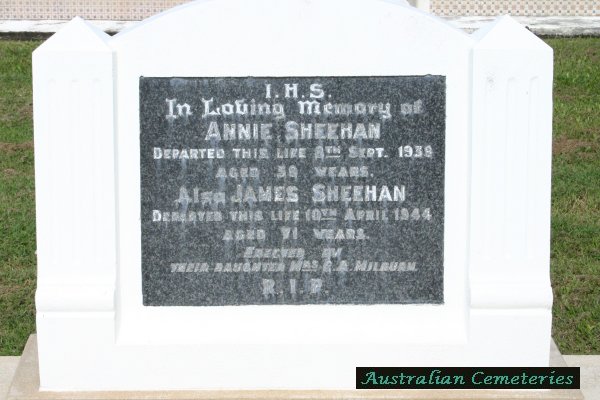 I.H.S.
In Loving Memory of
ANNIE SHEEHAN
DEPARTED THIS LIFE 8TH SEPT. 1939
AGED YEARS.
Also JAMES SHEEHAN
DEPARTED THIS LIFE 10TH APRIL 1944
AGED 71 YEARS.
ERECTED BY
THEIR DAUGHTER MRS MILBURN.
R.I.P.
Australian Cemeteries